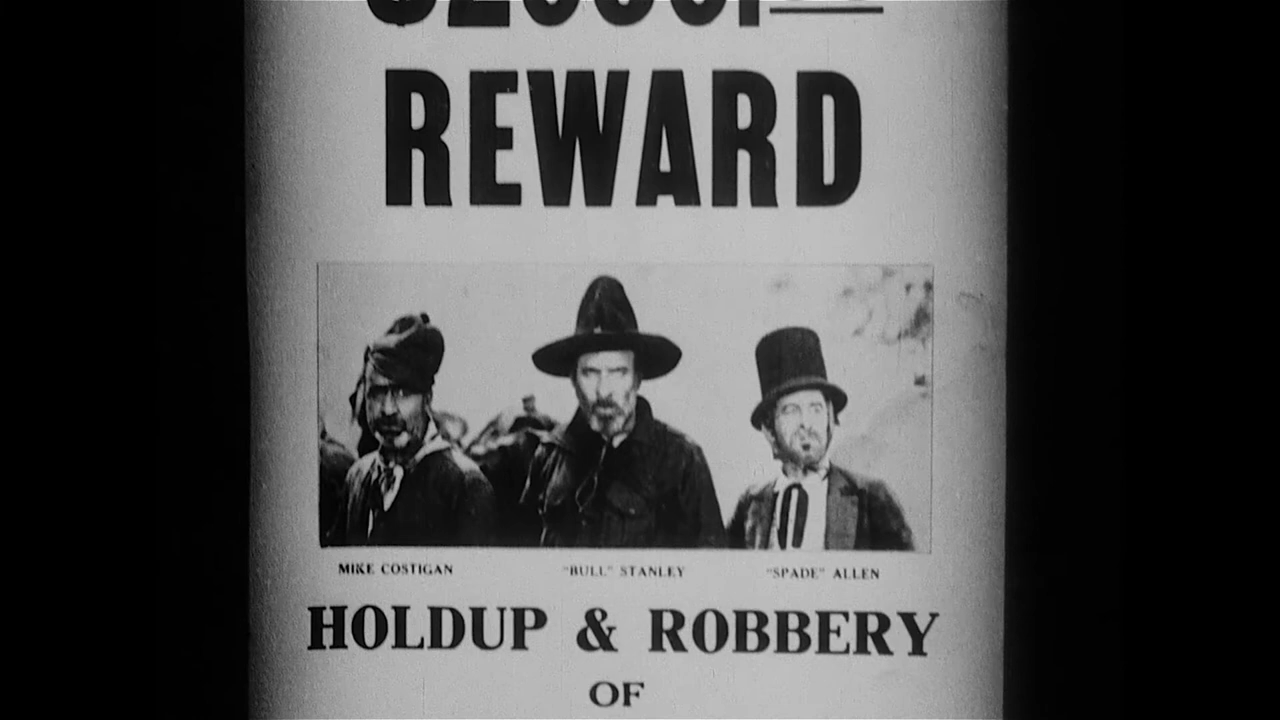 REWARD
MIKE COSTIGAN "BULL" STANLEY "SPADE" ALLEN
HOLDUP & ROBBERY
OF